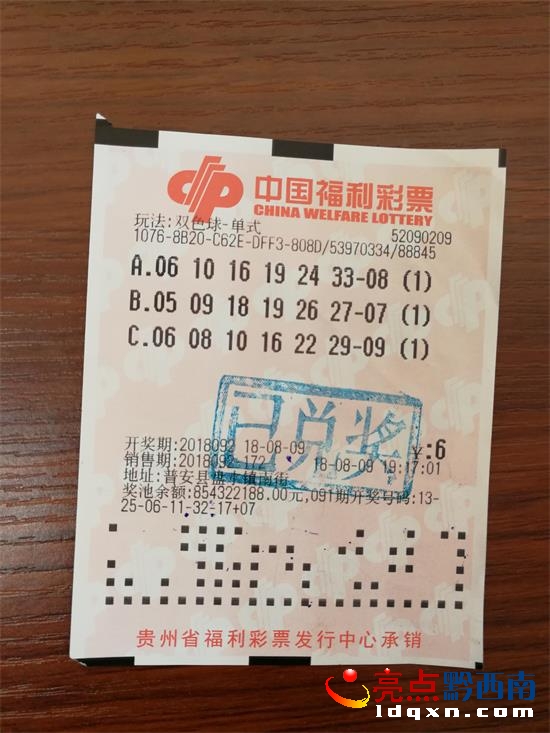 中国福利彩票
CHINA WELFARE LOTTERY
玩法:双色球-单式
52090209
1076-8B20-C62E-DFF3-808D/53970334/88845
A.06 10 16 19 24 33-08 (1)
B.05 09 18 19 26 27-07 (1)
C.06 08 10 16 22 29-09 (1)
已兑奖
开奖期:2018092 18-08-09
¥:6
销售期:2018092-172 18-08-09 19:17:01
地址:普安县盘水镇南街
奖池余额:854322188.00元,091期开奖号码:13-
25-06-11-32-17+07
贵州省福利彩票发行中心承销
亮点黔西南
ldqxn.com